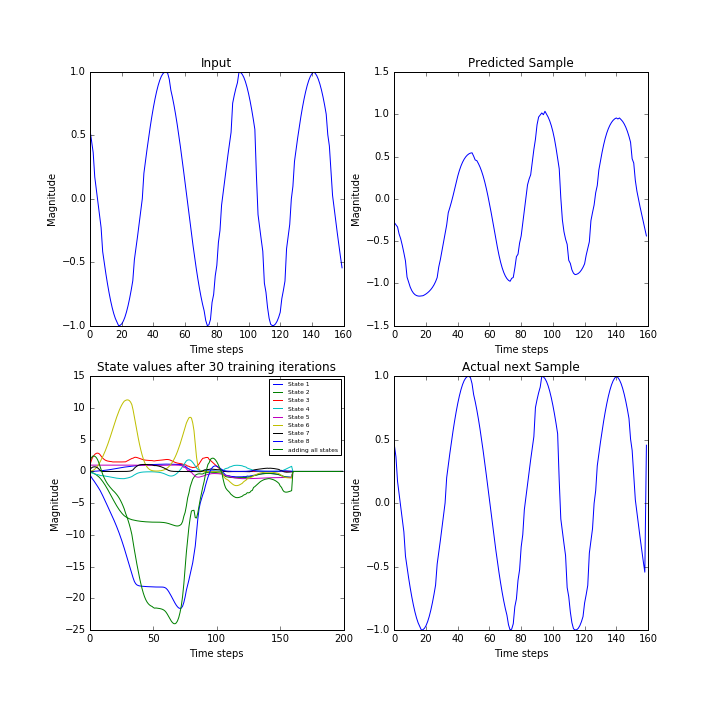 Input
1.0
0.5
0.0
−0.5
−1.0
Magnitude
0 20 40 60 80 100 120 140 160
Time steps
Predicted Sample
1.5
1.0
0.5
0.0
−0.5
−1.0
−1.5
Magnitude
0 20 40 60 80 100 120 140 160
Time steps
State values after 30 training iterations
15
10
5
0
−5
−10
−15
−20
−25
Magnitude
0 50 100 150 200
Time steps
State 1
State 2
State 3
State 4
State 5
State 6
State 7
State 8
adding all states
Actual next Sample
1.0
0.5
0.0
−0.5
−1.0
Magnitude
0 20 40 60 80 100 120 140 160
Time steps